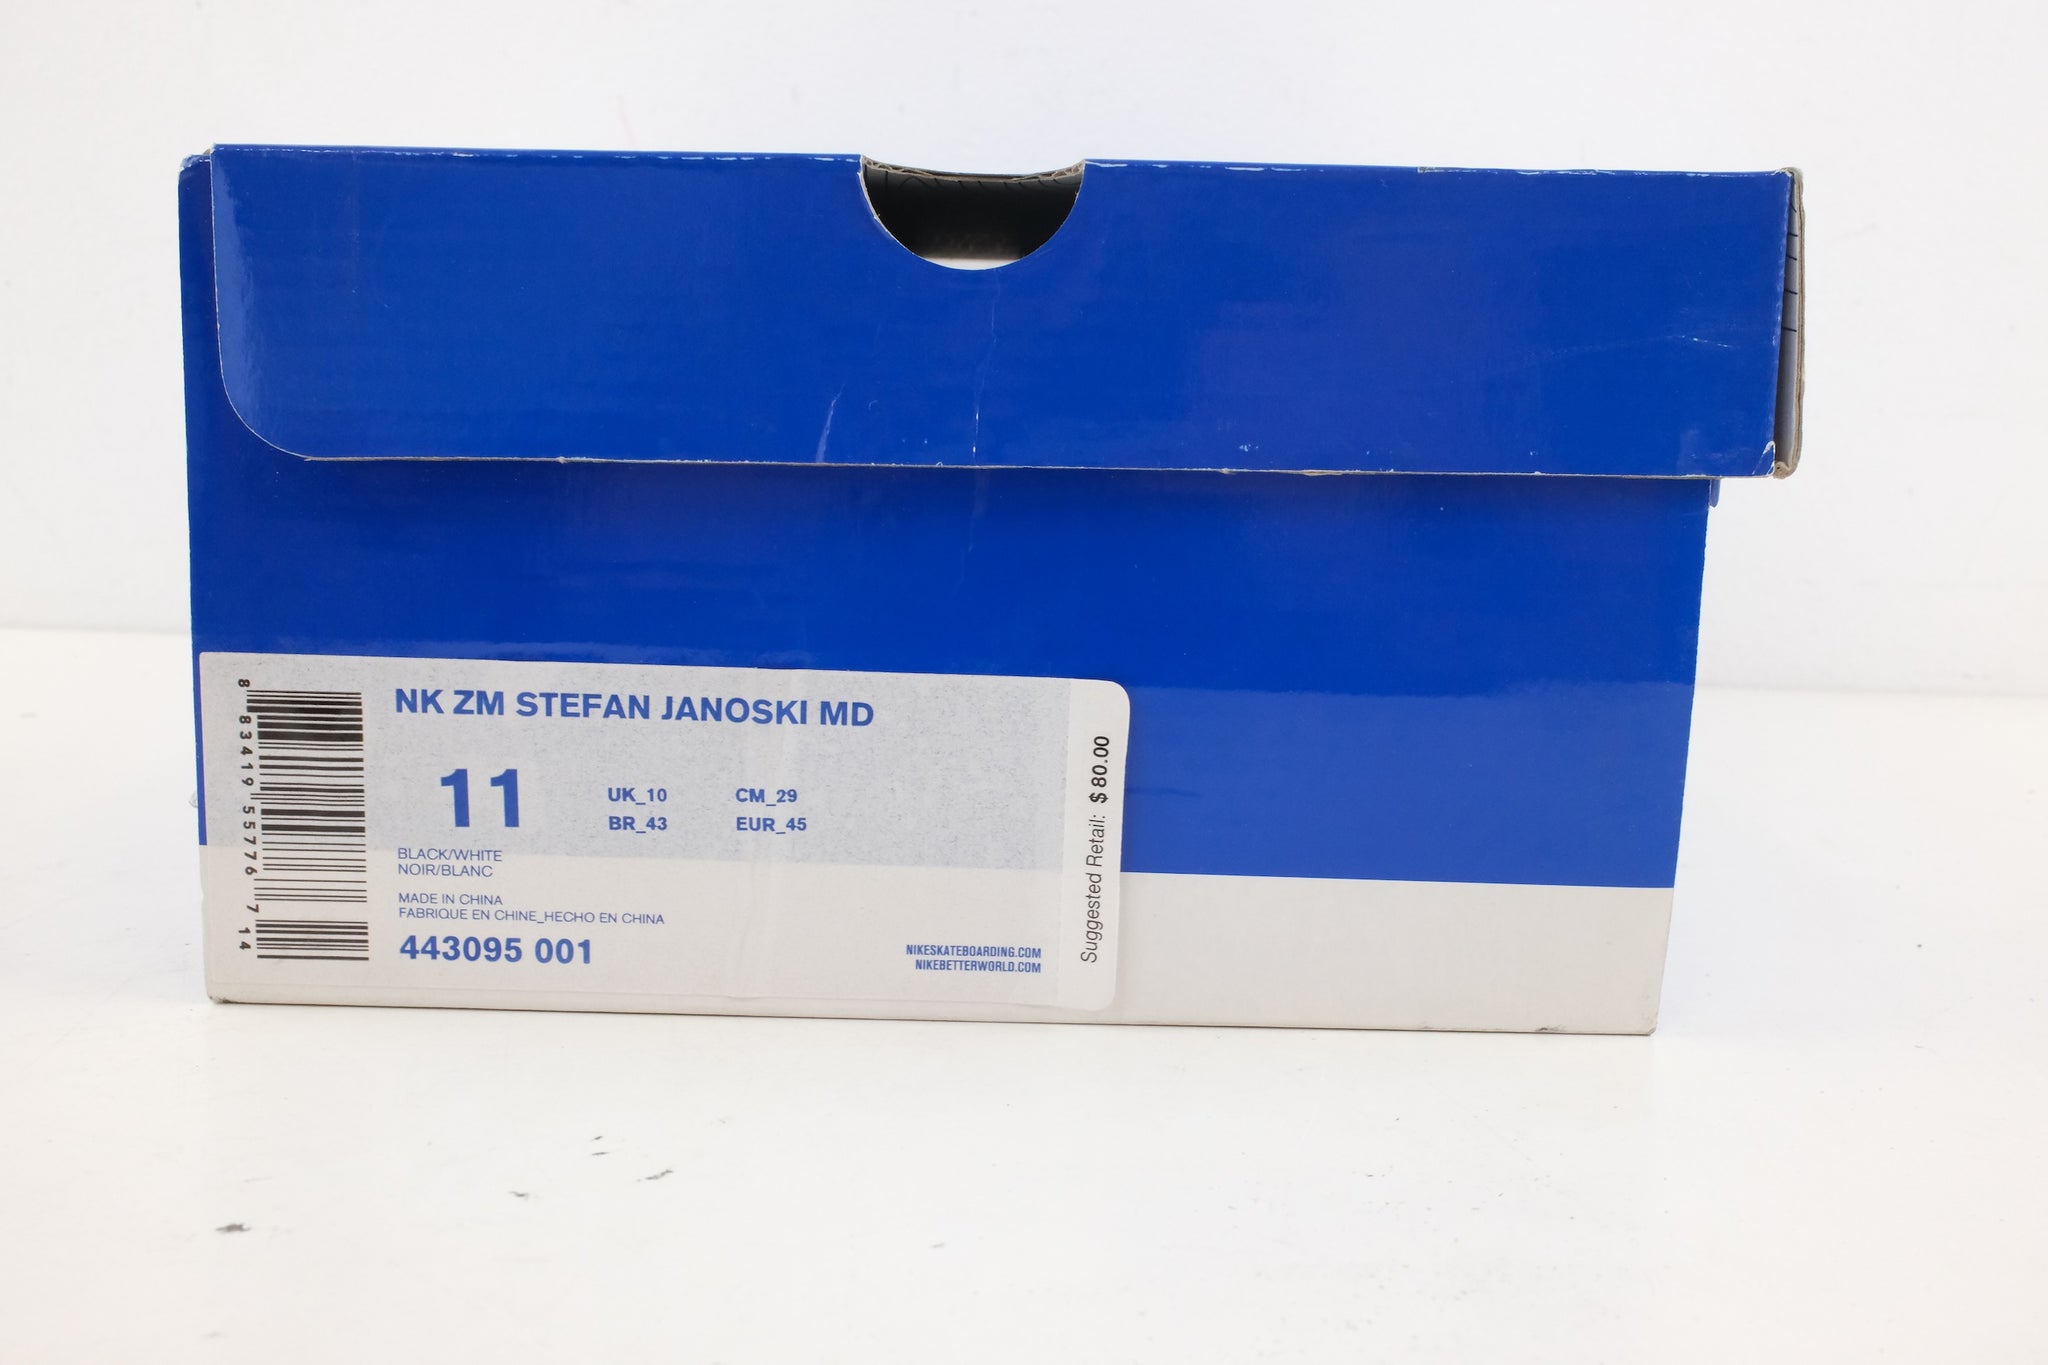 NK ZM STEFAN JANOSKI MD
11
UK_10 CM_29
BR_43 EUR_45
BLACK/WHITE
NOIR/BLANC
MADE IN CHINA
FABRIQUE EN CHINE_HECHO EN CHINA
443095 001
NIKESKATEBOARDING.COM
NIKEBETTERWORLD.COM
8 83419 55776 7 14
Suggested Retail: $ 80.00